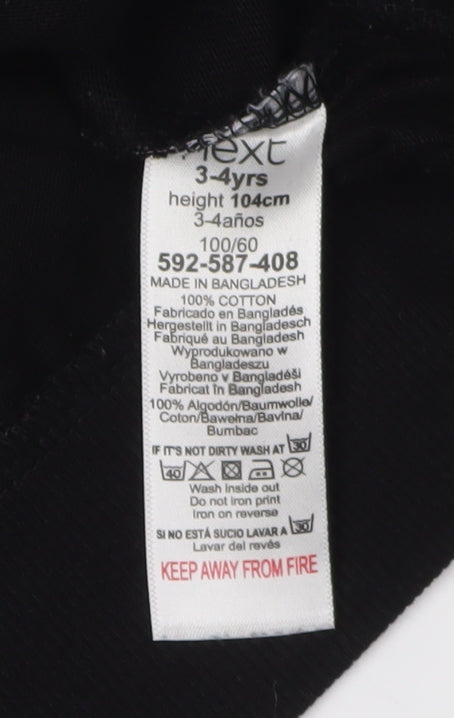 next
3-4yrs
height 104cm
3-4años
100/60
592-587-408
MADE IN BANGLADESH
100% COTTON
Fabricado en Bangladés
Hergestellt in Bangladesch
Fabriqué au Bangladesh
Wyprodukowano w
Bangladeszu
Vyrobeno v Bangladéši
Fabricat în Bangladesh
100% Algodón/Baumwolle/
Coton/Bawełna/Bavlna/
Bumbac
IF IT'S NOT DIRTY WASH AT 30
40
Wash inside out
Do not iron print
Iron on reverse
SI NO ESTÁ SUCIO LAVAR A 30
Lavar del revés
KEEP AWAY FROM FIRE